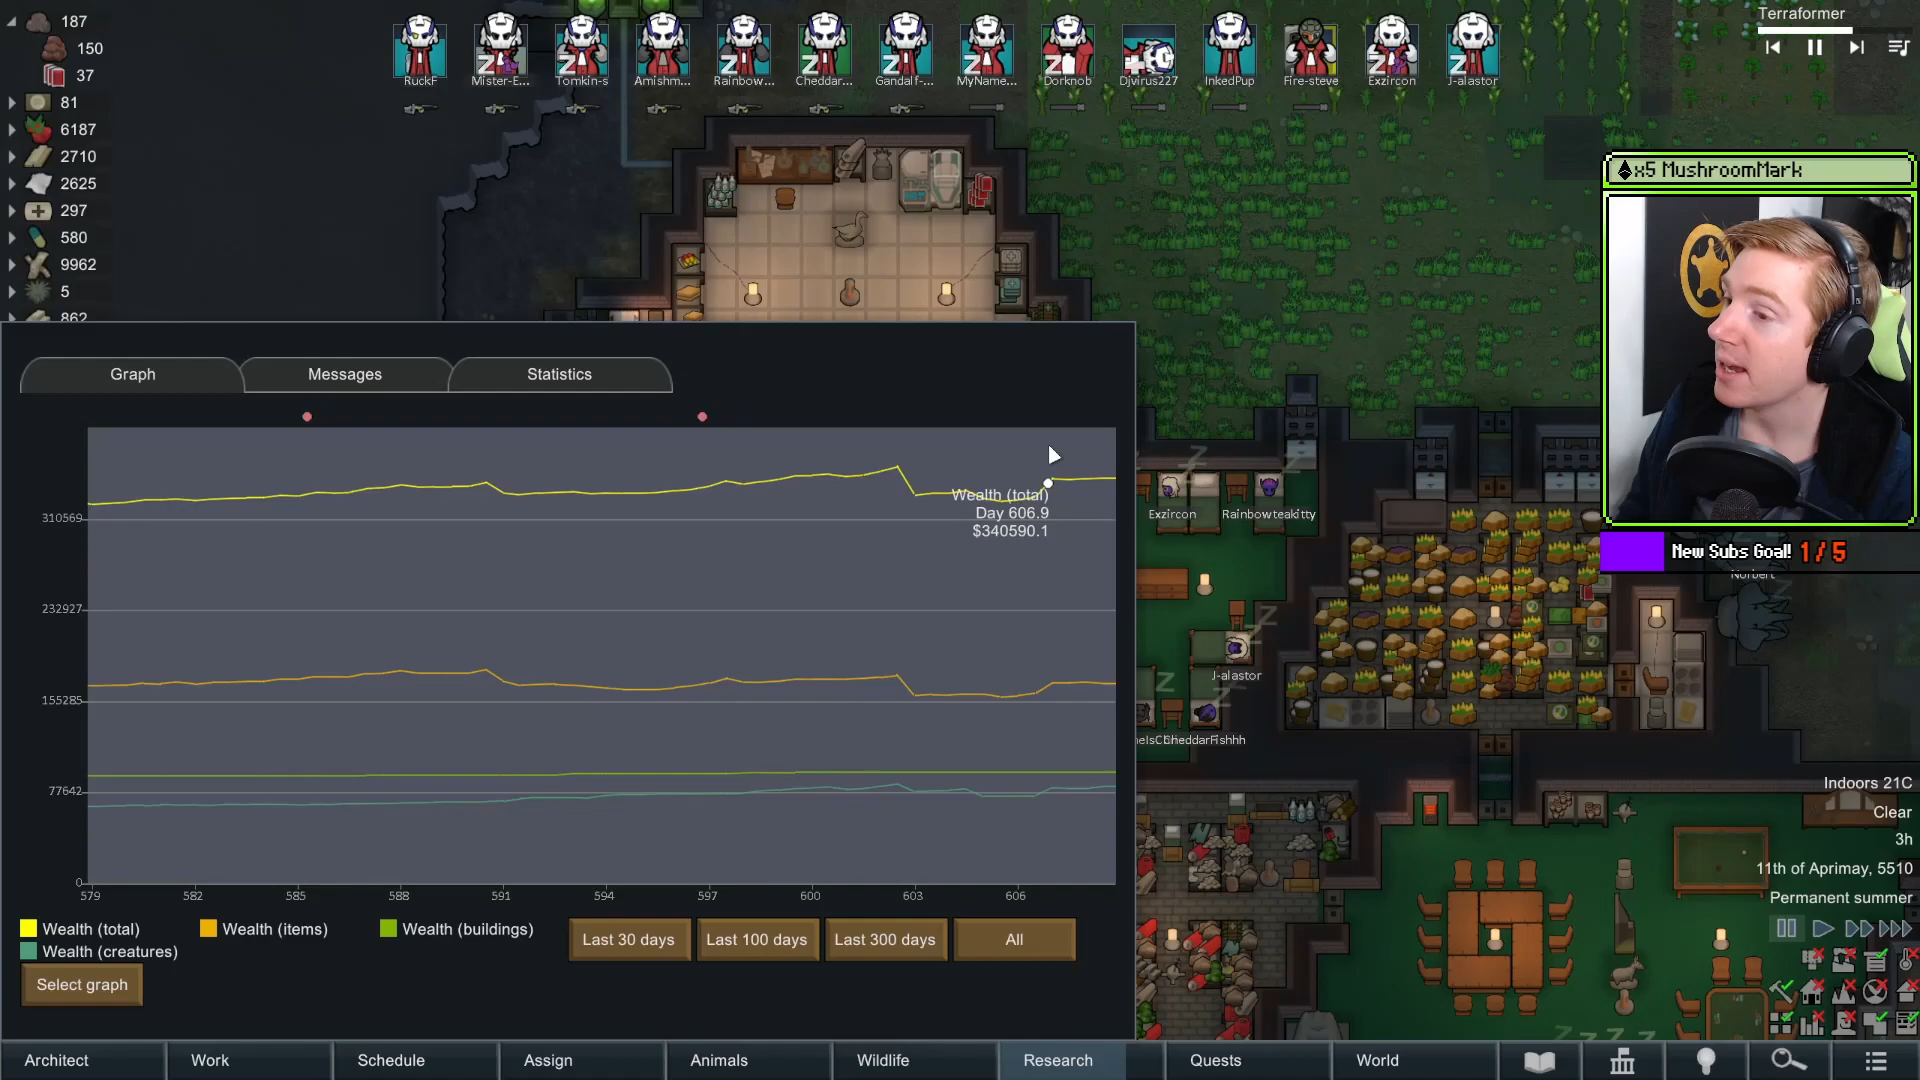 187
150
37
81
6187
2710
2625
297
580
9962
5
862
RuckF
Mister-E...
Tomkin-s
Amishm...
Rainbow...
Cheddar...
Gandalf-...
MyName...
Dorknob
Djvirus227
InkedPup
Fire-steve
Exzircon
J-alastor
Terraformer
x5 MushroomMark
New Subs Goal! 1/5
Norbert
Exzircon
Rainbowteakitty
J-alastor
CheddarFishhh
Graph
Messages
Statistics
Wealth (total)
Day 606.9
$340590.1
310569
232927
155285
77642
0
579 582 585 588 591 594 597 600 603 606
Wealth (total)
Wealth (items)
Wealth (buildings)
Wealth (creatures)
Last 30 days
Last 100 days
Last 300 days
All
Select graph
Indoors 21C
Clear
3h
11th of Aprimay, 5510
Permanent summer
Architect
Work
Schedule
Assign
Animals
Wildlife
Research
Quests
World